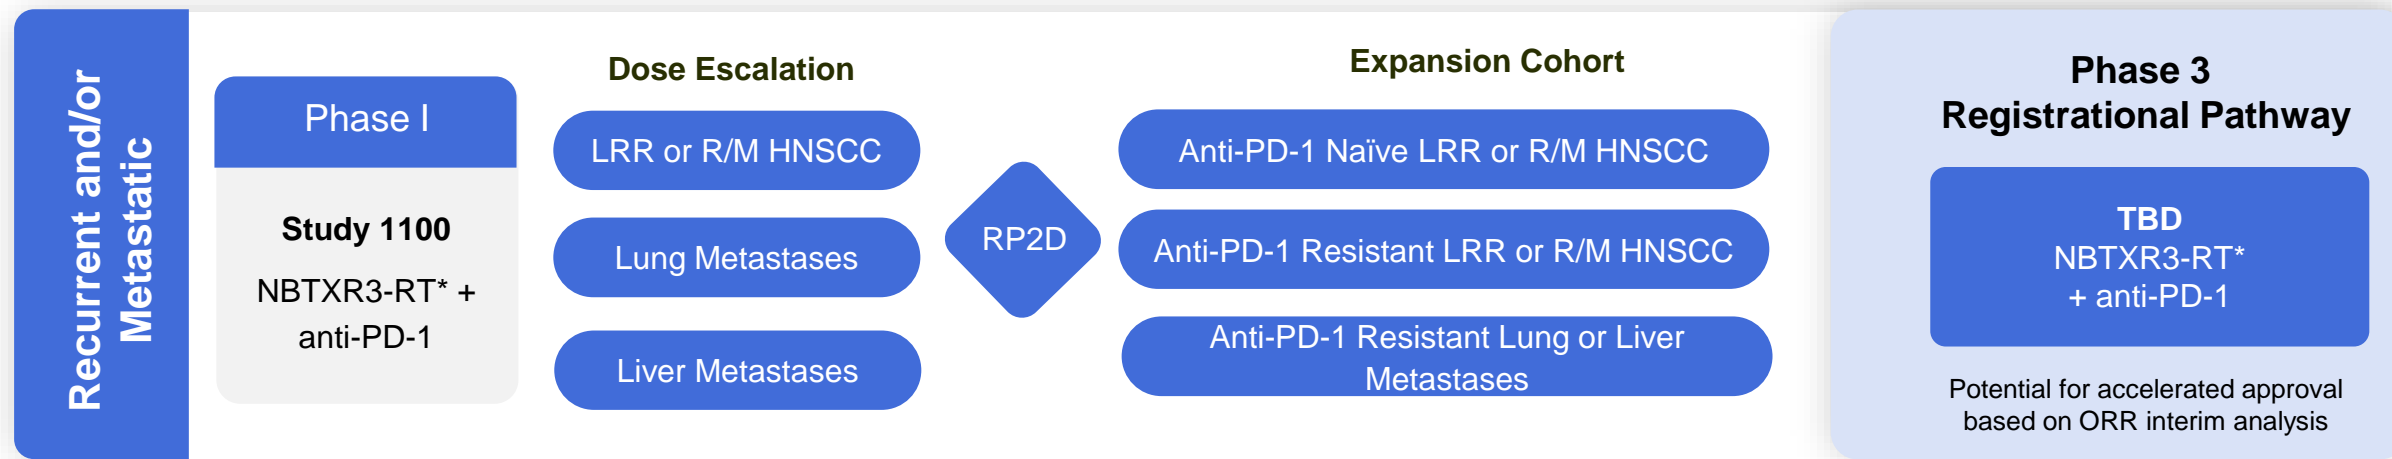 Recurrent and/or
Metastatic
Phase I
Study 1100
NBTXR3-RT* +
anti-PD-1
Dose Escalation
LRR or R/M HNSCC
Lung Metastases
Liver Metastases
RP2D
Expansion Cohort
Anti-PD-1 Naïve LRR or R/M HNSCC
Anti-PD-1 Resistant LRR or R/M HNSCC
Anti-PD-1 Resistant Lung or Liver
Metastases
Phase 3
Registrational Pathway
TBD
NBTXR3-RT*
+ anti-PD-1
Potential for accelerated approval
based on ORR interim analysis